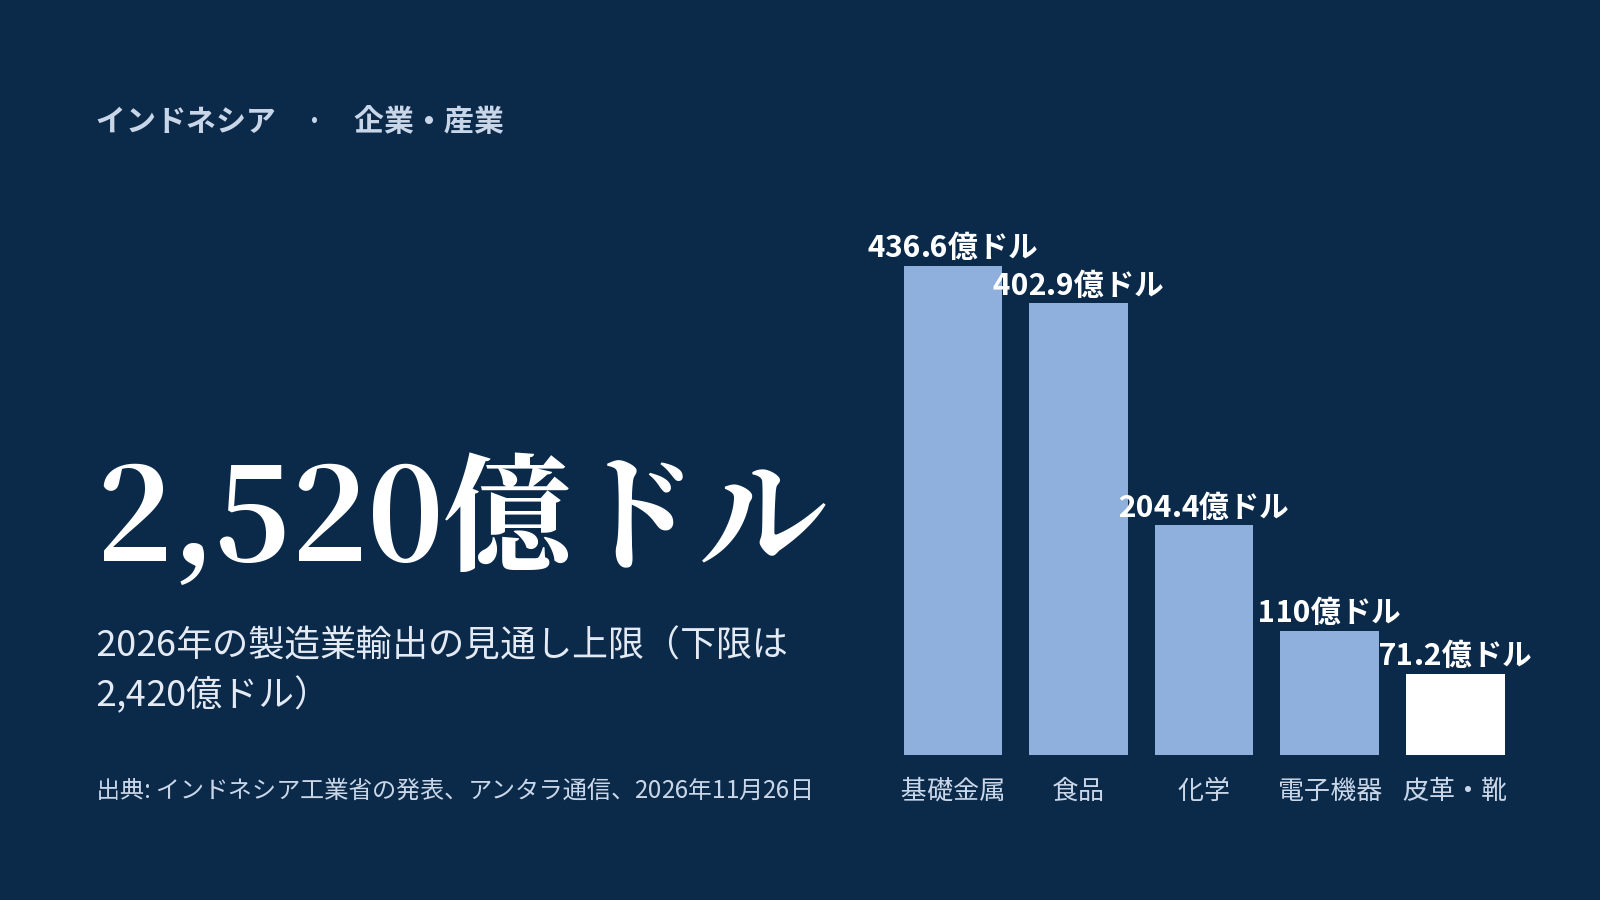 インドネシア ・ 企業・産業
2,520億ドル
2026年の製造業輸出の見通し上限（下限は
2,420億ドル）
出典: インドネシア工業省の発表、アンタラ通信、2026年11月26日
436.6億ドル
402.9億ドル
204.4億ドル
110億ドル
71.2億ドル
基礎金属 食品 化学 電子機器 皮革・靴